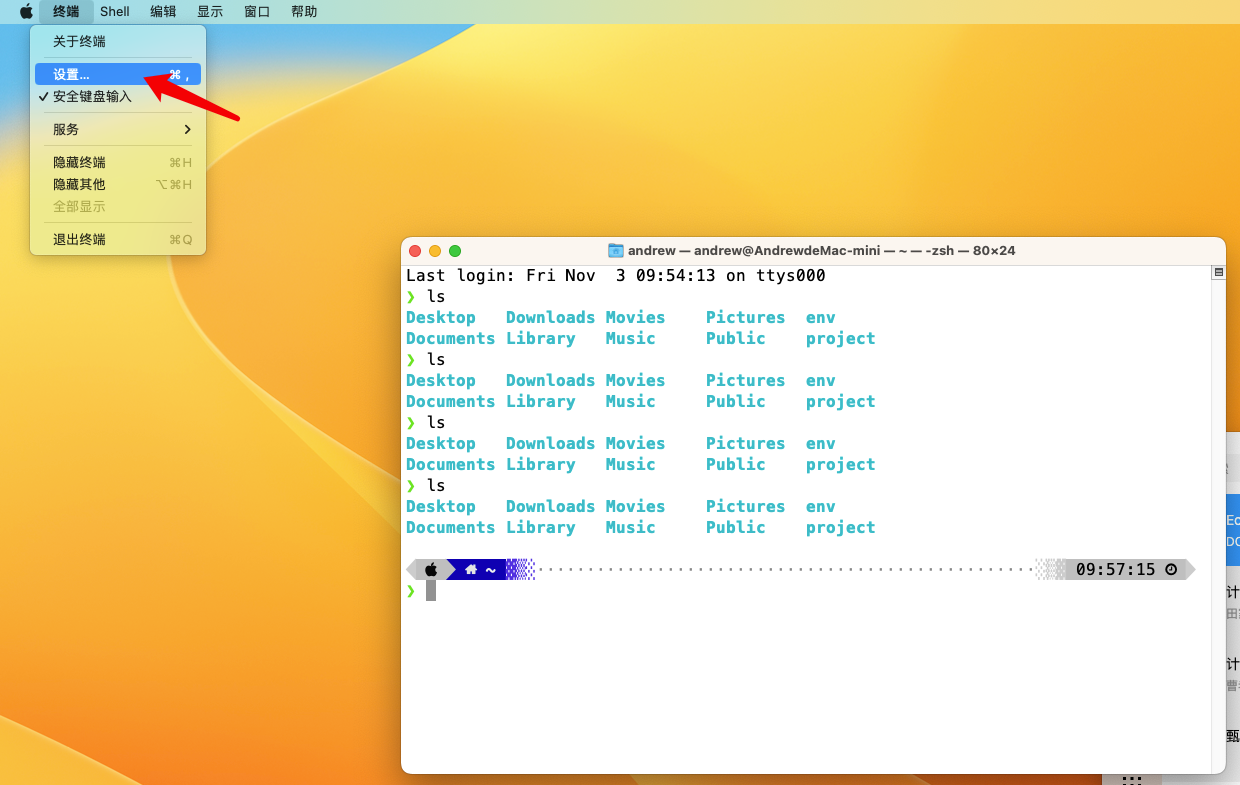 终端 Shell 编辑 显示 窗口 帮助
关于终端
设置... ⌘ ,
✓ 安全键盘输入
服务
隐藏终端 ⌘H
隐藏其他 ⌥⌘H
全部显示
退出终端 ⌘Q
andrew — andrew@AndrewdeMac-mini — ~ — -zsh — 80×24
Last login: Fri Nov  3 09:54:13 on ttys000
❯ ls
Desktop Downloads Movies Pictures env
Documents Library Music Public project
❯ ls
Desktop Downloads Movies Pictures env
Documents Library Music Public project
❯ ls
Desktop Downloads Movies Pictures env
Documents Library Music Public project
❯ ls
Desktop Downloads Movies Pictures env
Documents Library Music Public project
~ 09:57:15
❯
计
田
计
曹
甄